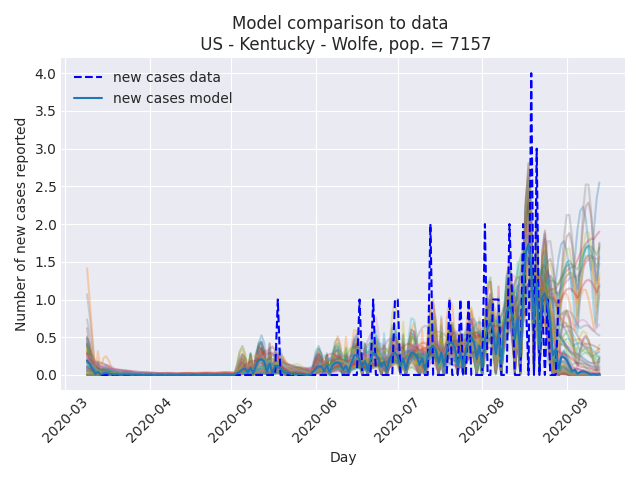 Model comparison to data
US - Kentucky - Wolfe, pop. = 7157
new cases data
new cases model
Number of new cases reported
4.0
3.5
3.0
2.5
2.0
1.5
1.0
0.5
0.0
2020-03
2020-04
2020-05
2020-06
2020-07
2020-08
2020-09
Day